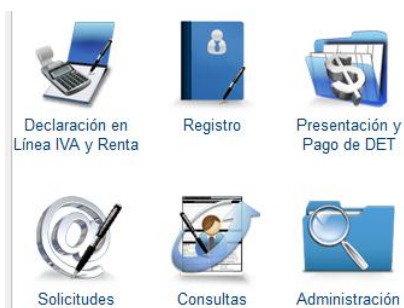 Declaración en
Línea IVA y Renta
Registro
Presentación y
Pago de DET
Solicitudes
Consultas
Administración